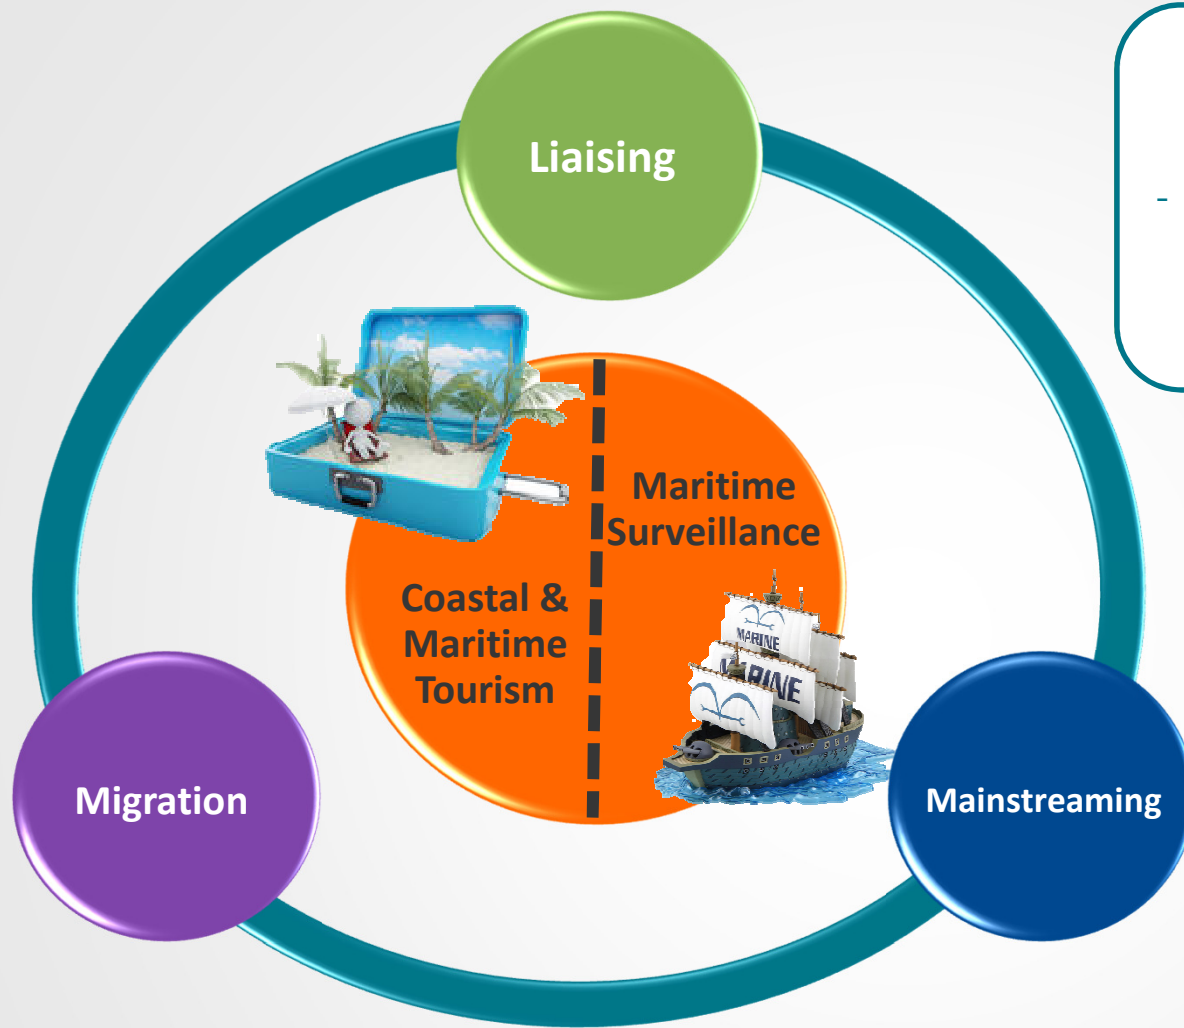 Liaising
-
Maritime
Surveillance
Coastal &
Maritime
Tourism
MARINE
MARINE
Migration
Mainstreaming